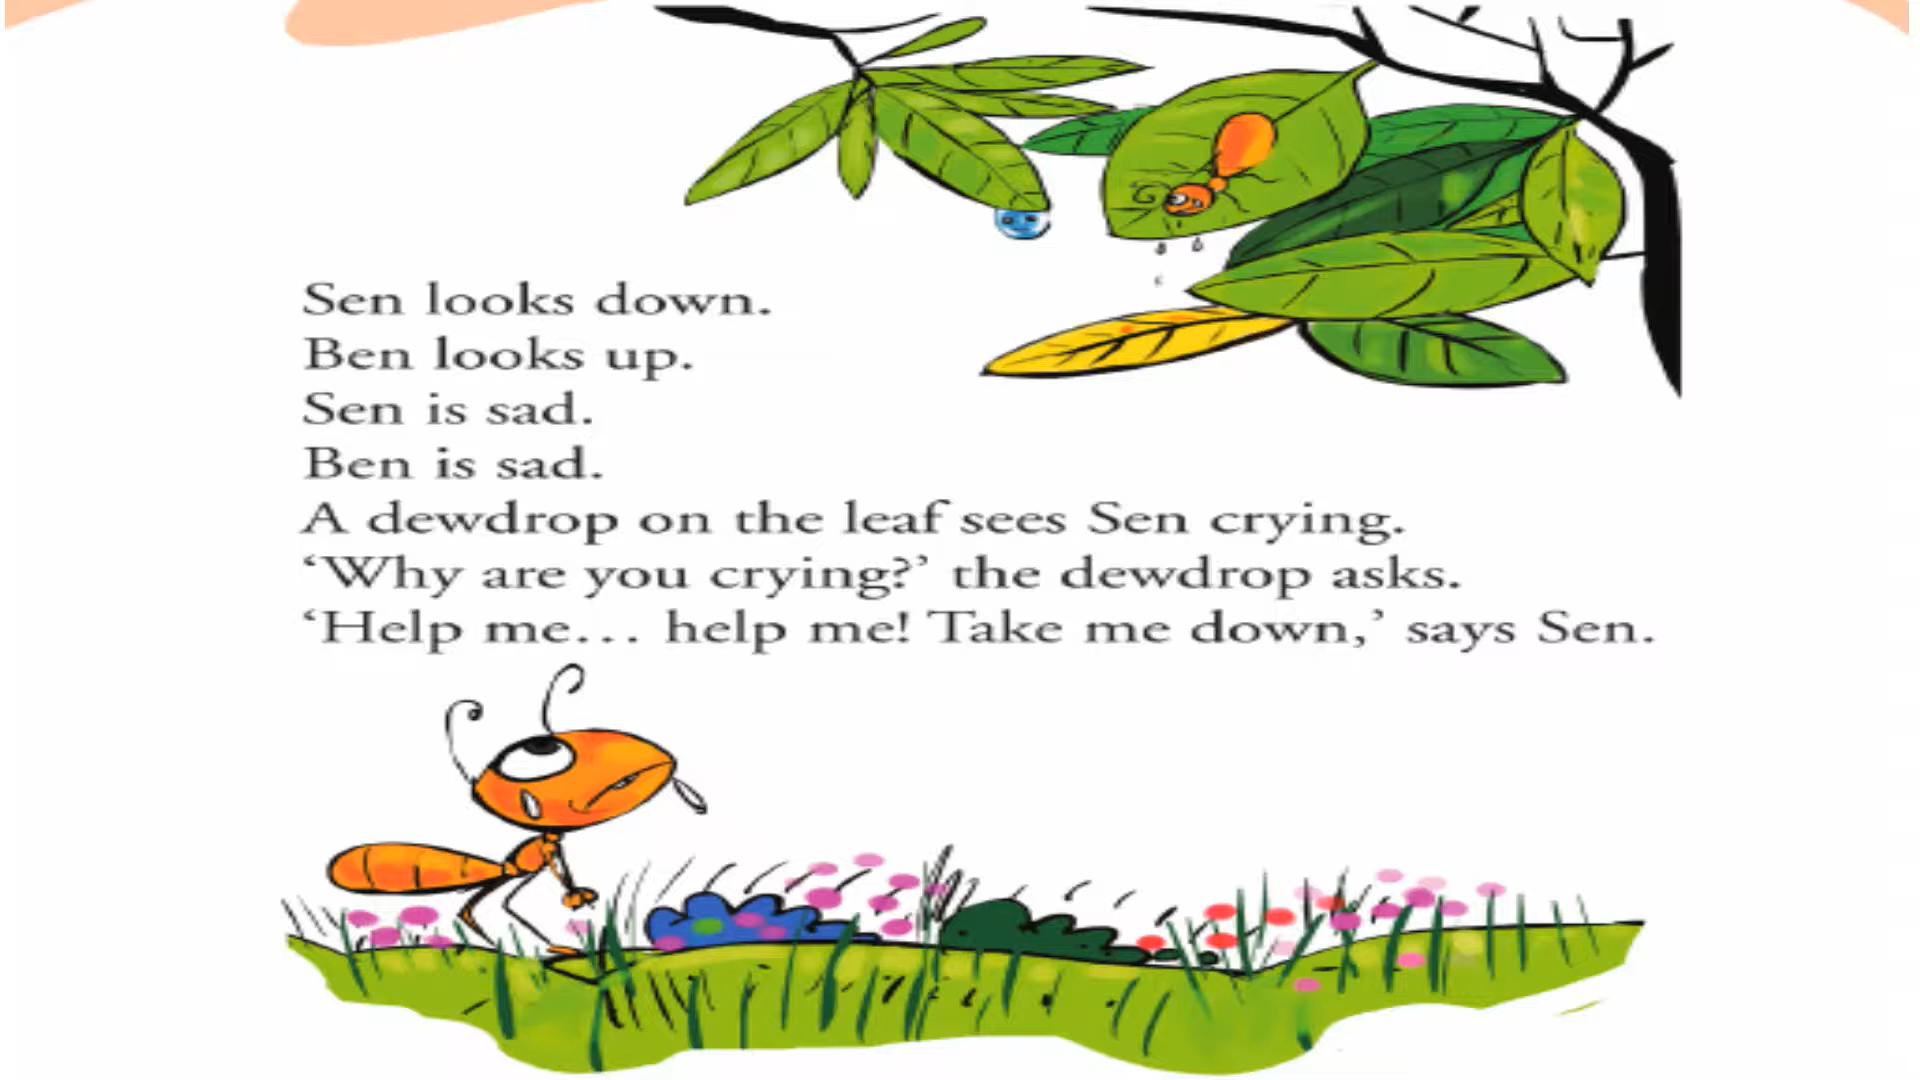 Sen looks down.
Ben looks up.
Sen is sad.
Ben is sad.
A dewdrop on the leaf sees Sen crying.
‘Why are you crying?’ the dewdrop asks.
‘Help me… help me! Take me down,’ says Sen.